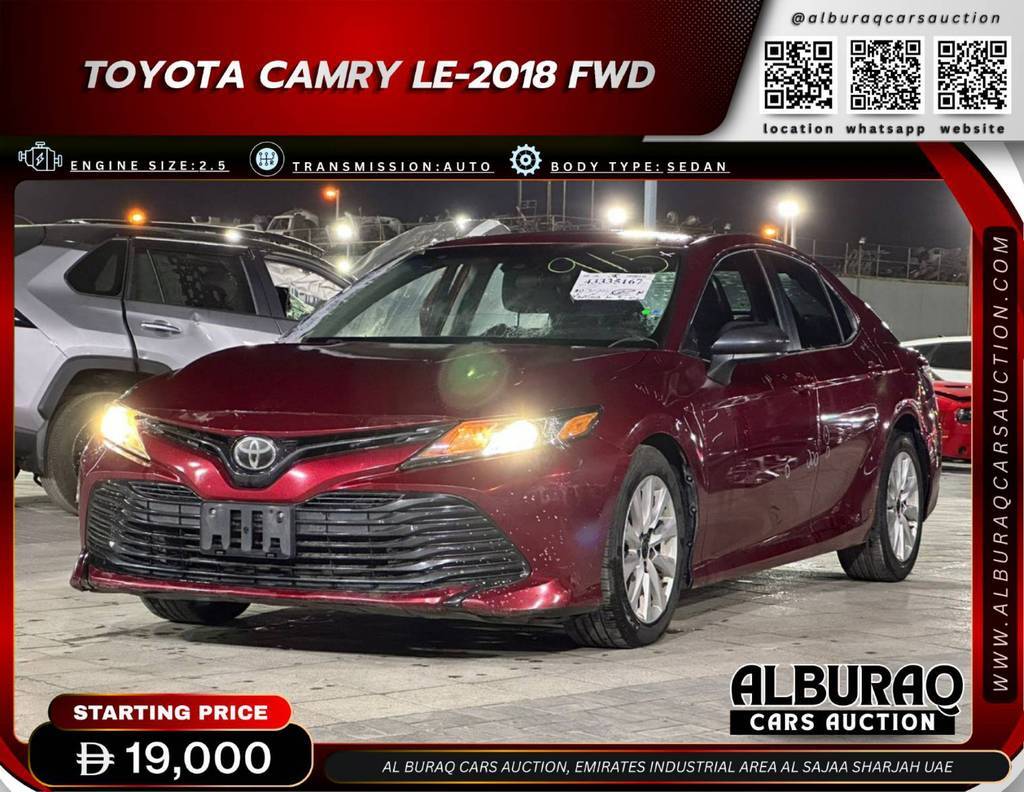 @alburaqcarsauction
TOYOTA CAMRY LE-2018 FWD
location whatsapp website
ENGINE SIZE:2.5 TRANSMISSION:AUTO BODY TYPE: SEDAN
915
43335167
WWW.ALBURAQCARSAUCTION.COM
ALBURAQ
CARS AUCTION
STARTING PRICE
19,000
AL BURAQ CARS AUCTION, EMIRATES INDUSTRIAL AREA AL SAJAA SHARJAH UAE